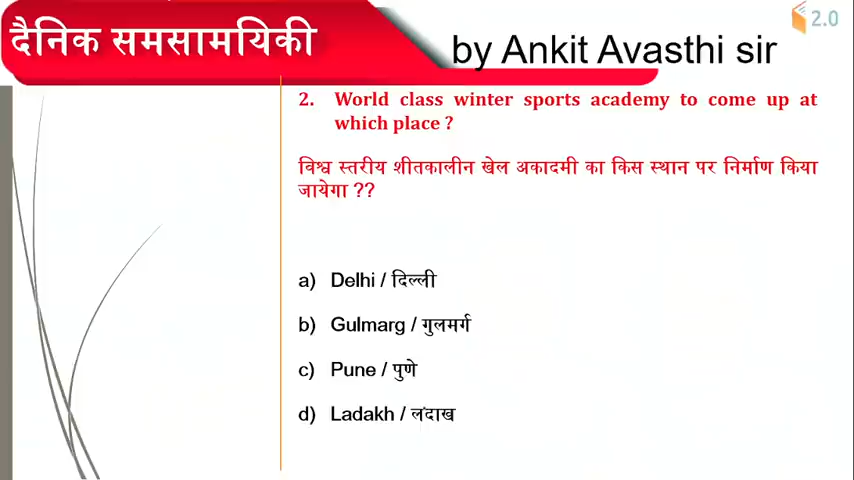 दैनिक समसामयिकी
by Ankit Avasthi sir
2.0
2. World class winter sports academy to come up at
which place ?
विश्व स्तरीय शीतकालीन खेल अकादमी का किस स्थान पर निर्माण किया
जायेगा ??
a) Delhi / दिल्ली
b) Gulmarg / गुलमर्ग
c) Pune / पुणे
d) Ladakh / लदाख